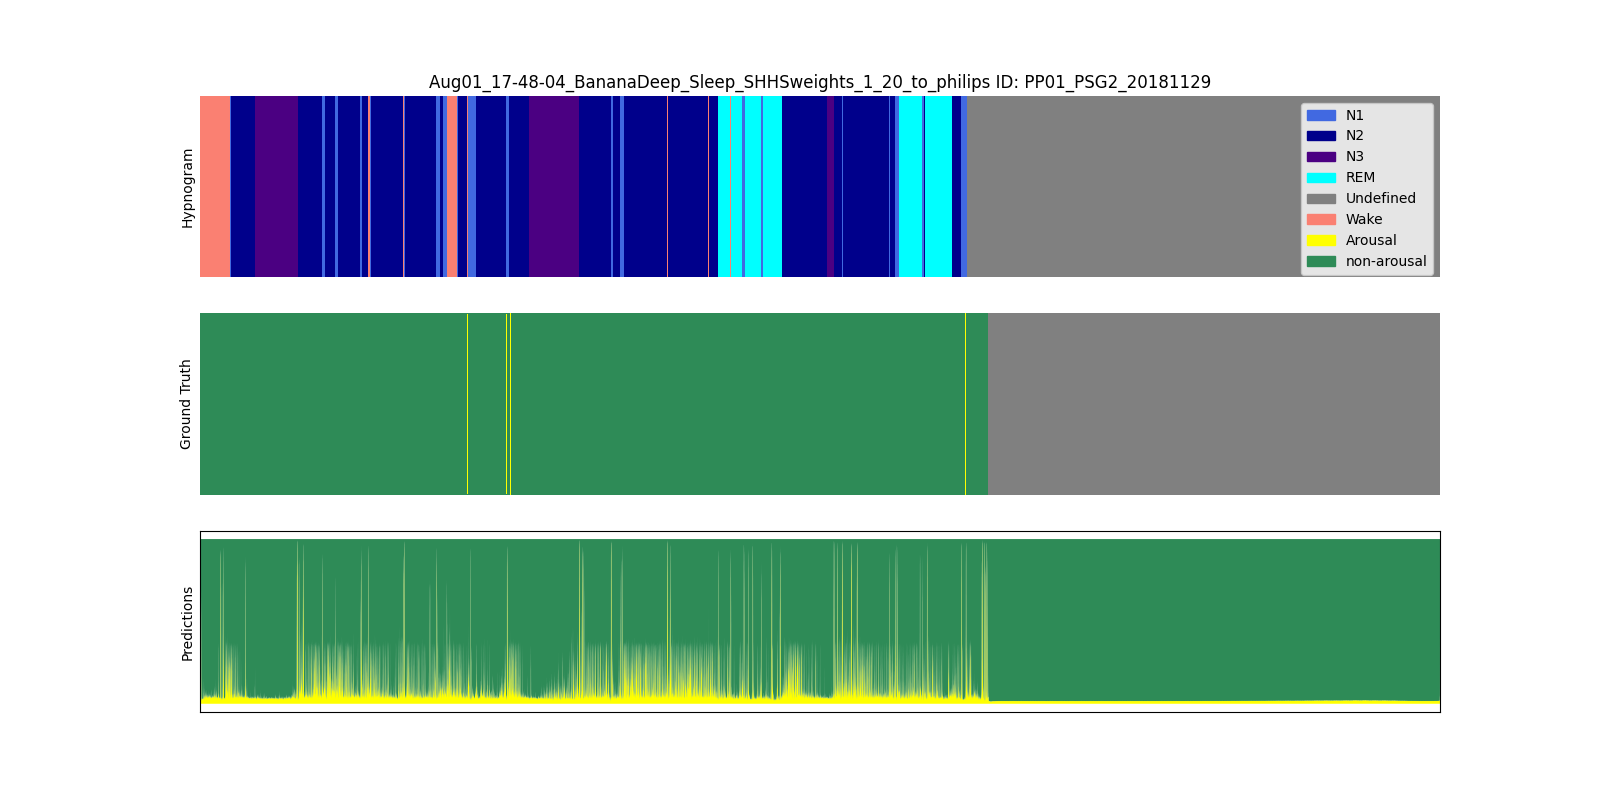 Aug01_17-48-04_BananaDeep_Sleep_SHHSweights_1_20_to_philips ID: PP01_PSG2_20181129
Hypnogram
N1
N2
N3
REM
Undefined
Wake
Arousal
non-arousal
Ground Truth
Predictions